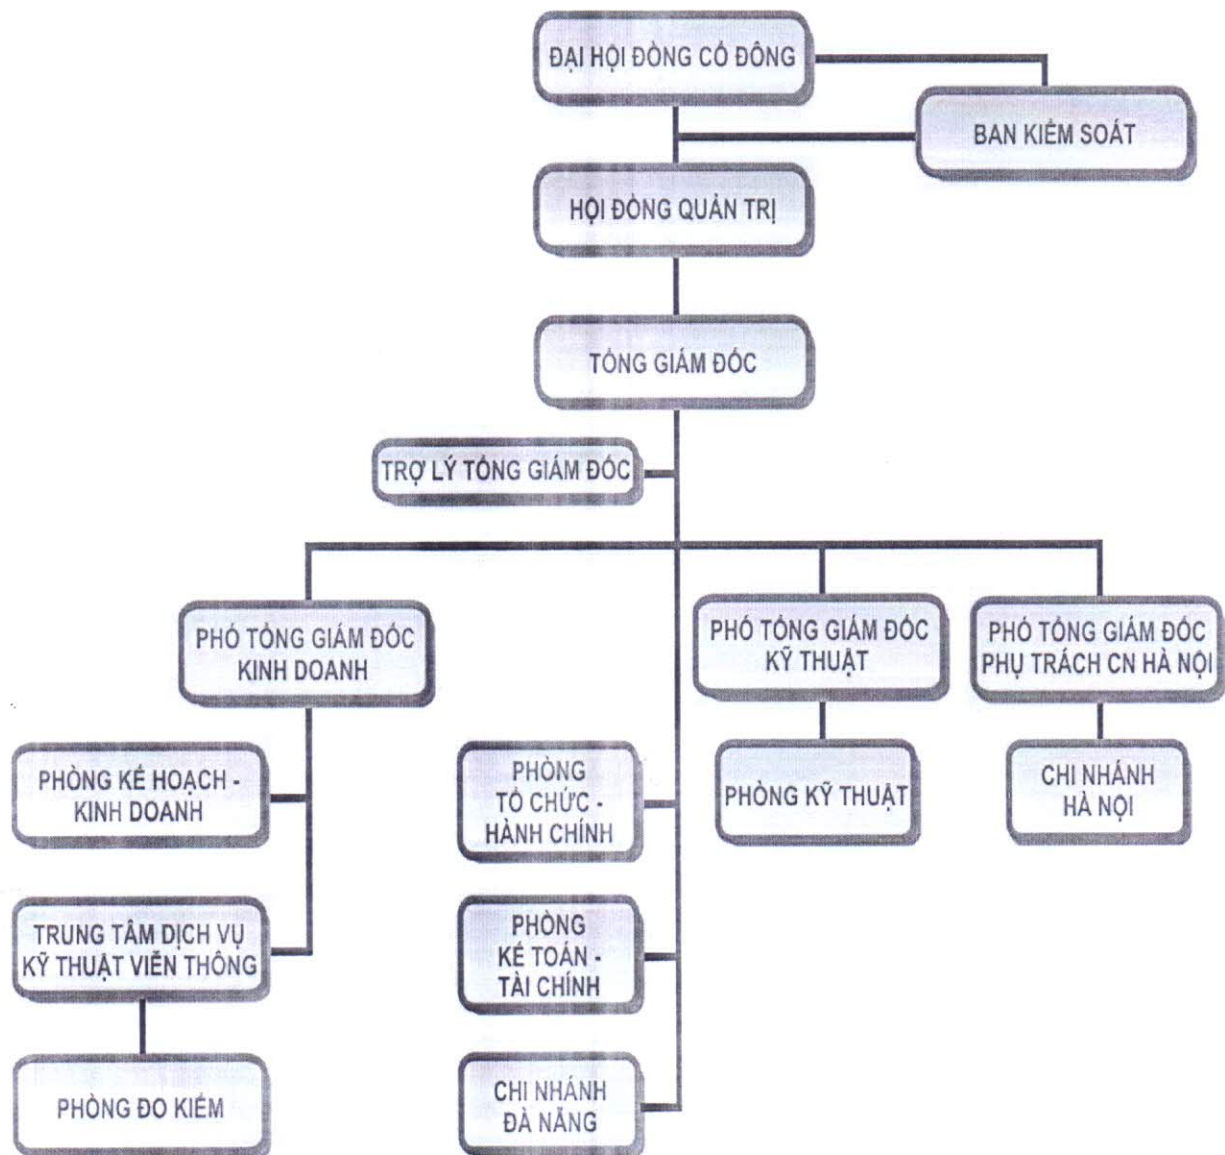 ĐẠI HỘI ĐỒNG CỔ ĐÔNG
BAN KIỂM SOÁT
HỘI ĐỒNG QUẢN TRỊ
TỔNG GIÁM ĐỐC
TRỢ LÝ TỔNG GIÁM ĐỐC
PHÓ TỔNG GIÁM ĐỐC
KINH DOANH
PHÓ TỔNG GIÁM ĐỐC
KỸ THUẬT
PHÓ TỔNG GIÁM ĐỐC
PHỤ TRÁCH CN HÀ NỘI
PHÒNG KẾ HOẠCH -
KINH DOANH
PHÒNG
TỔ CHỨC -
HÀNH CHÍNH
PHÒNG KỸ THUẬT
CHI NHÁNH
HÀ NỘI
TRUNG TÂM DỊCH VỤ
KỸ THUẬT VIỄN THÔNG
PHÒNG
KẾ TOÁN -
TÀI CHÍNH
PHÒNG ĐO KIỂM
CHI NHÁNH
ĐÀ NẴNG